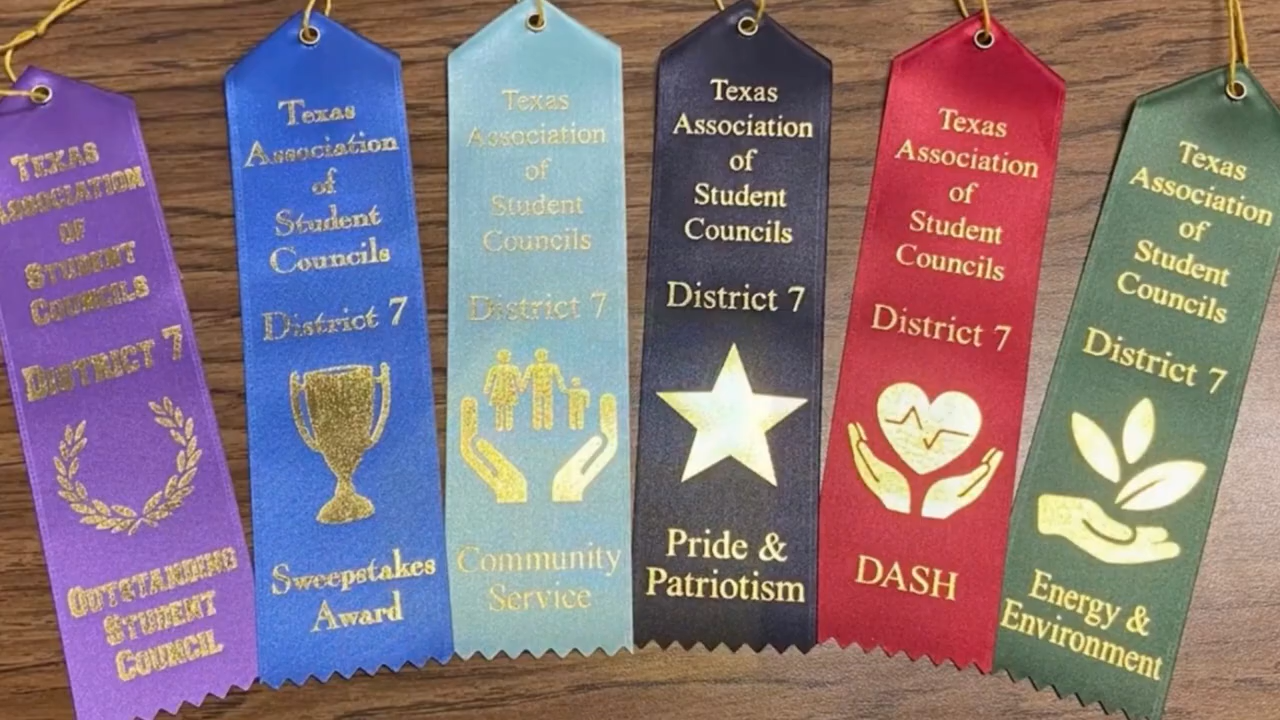 TEXAS
ASSOCIATION
OF
STUDENT
COUNCILS
DISTRICT 7
OUTSTANDING
STUDENT
COUNCIL
Texas
Association
of
Student
Councils
District 7
Sweepstakes
Award
Texas
Association
of
Student
Councils
District 7
Community
Service
Texas
Association
of
Student
Councils
District 7
Pride &
Patriotism
Texas
Association
of
Student
Councils
District 7
DASH
Texas
Association
of
Student
Councils
District 7
Energy &
Environment